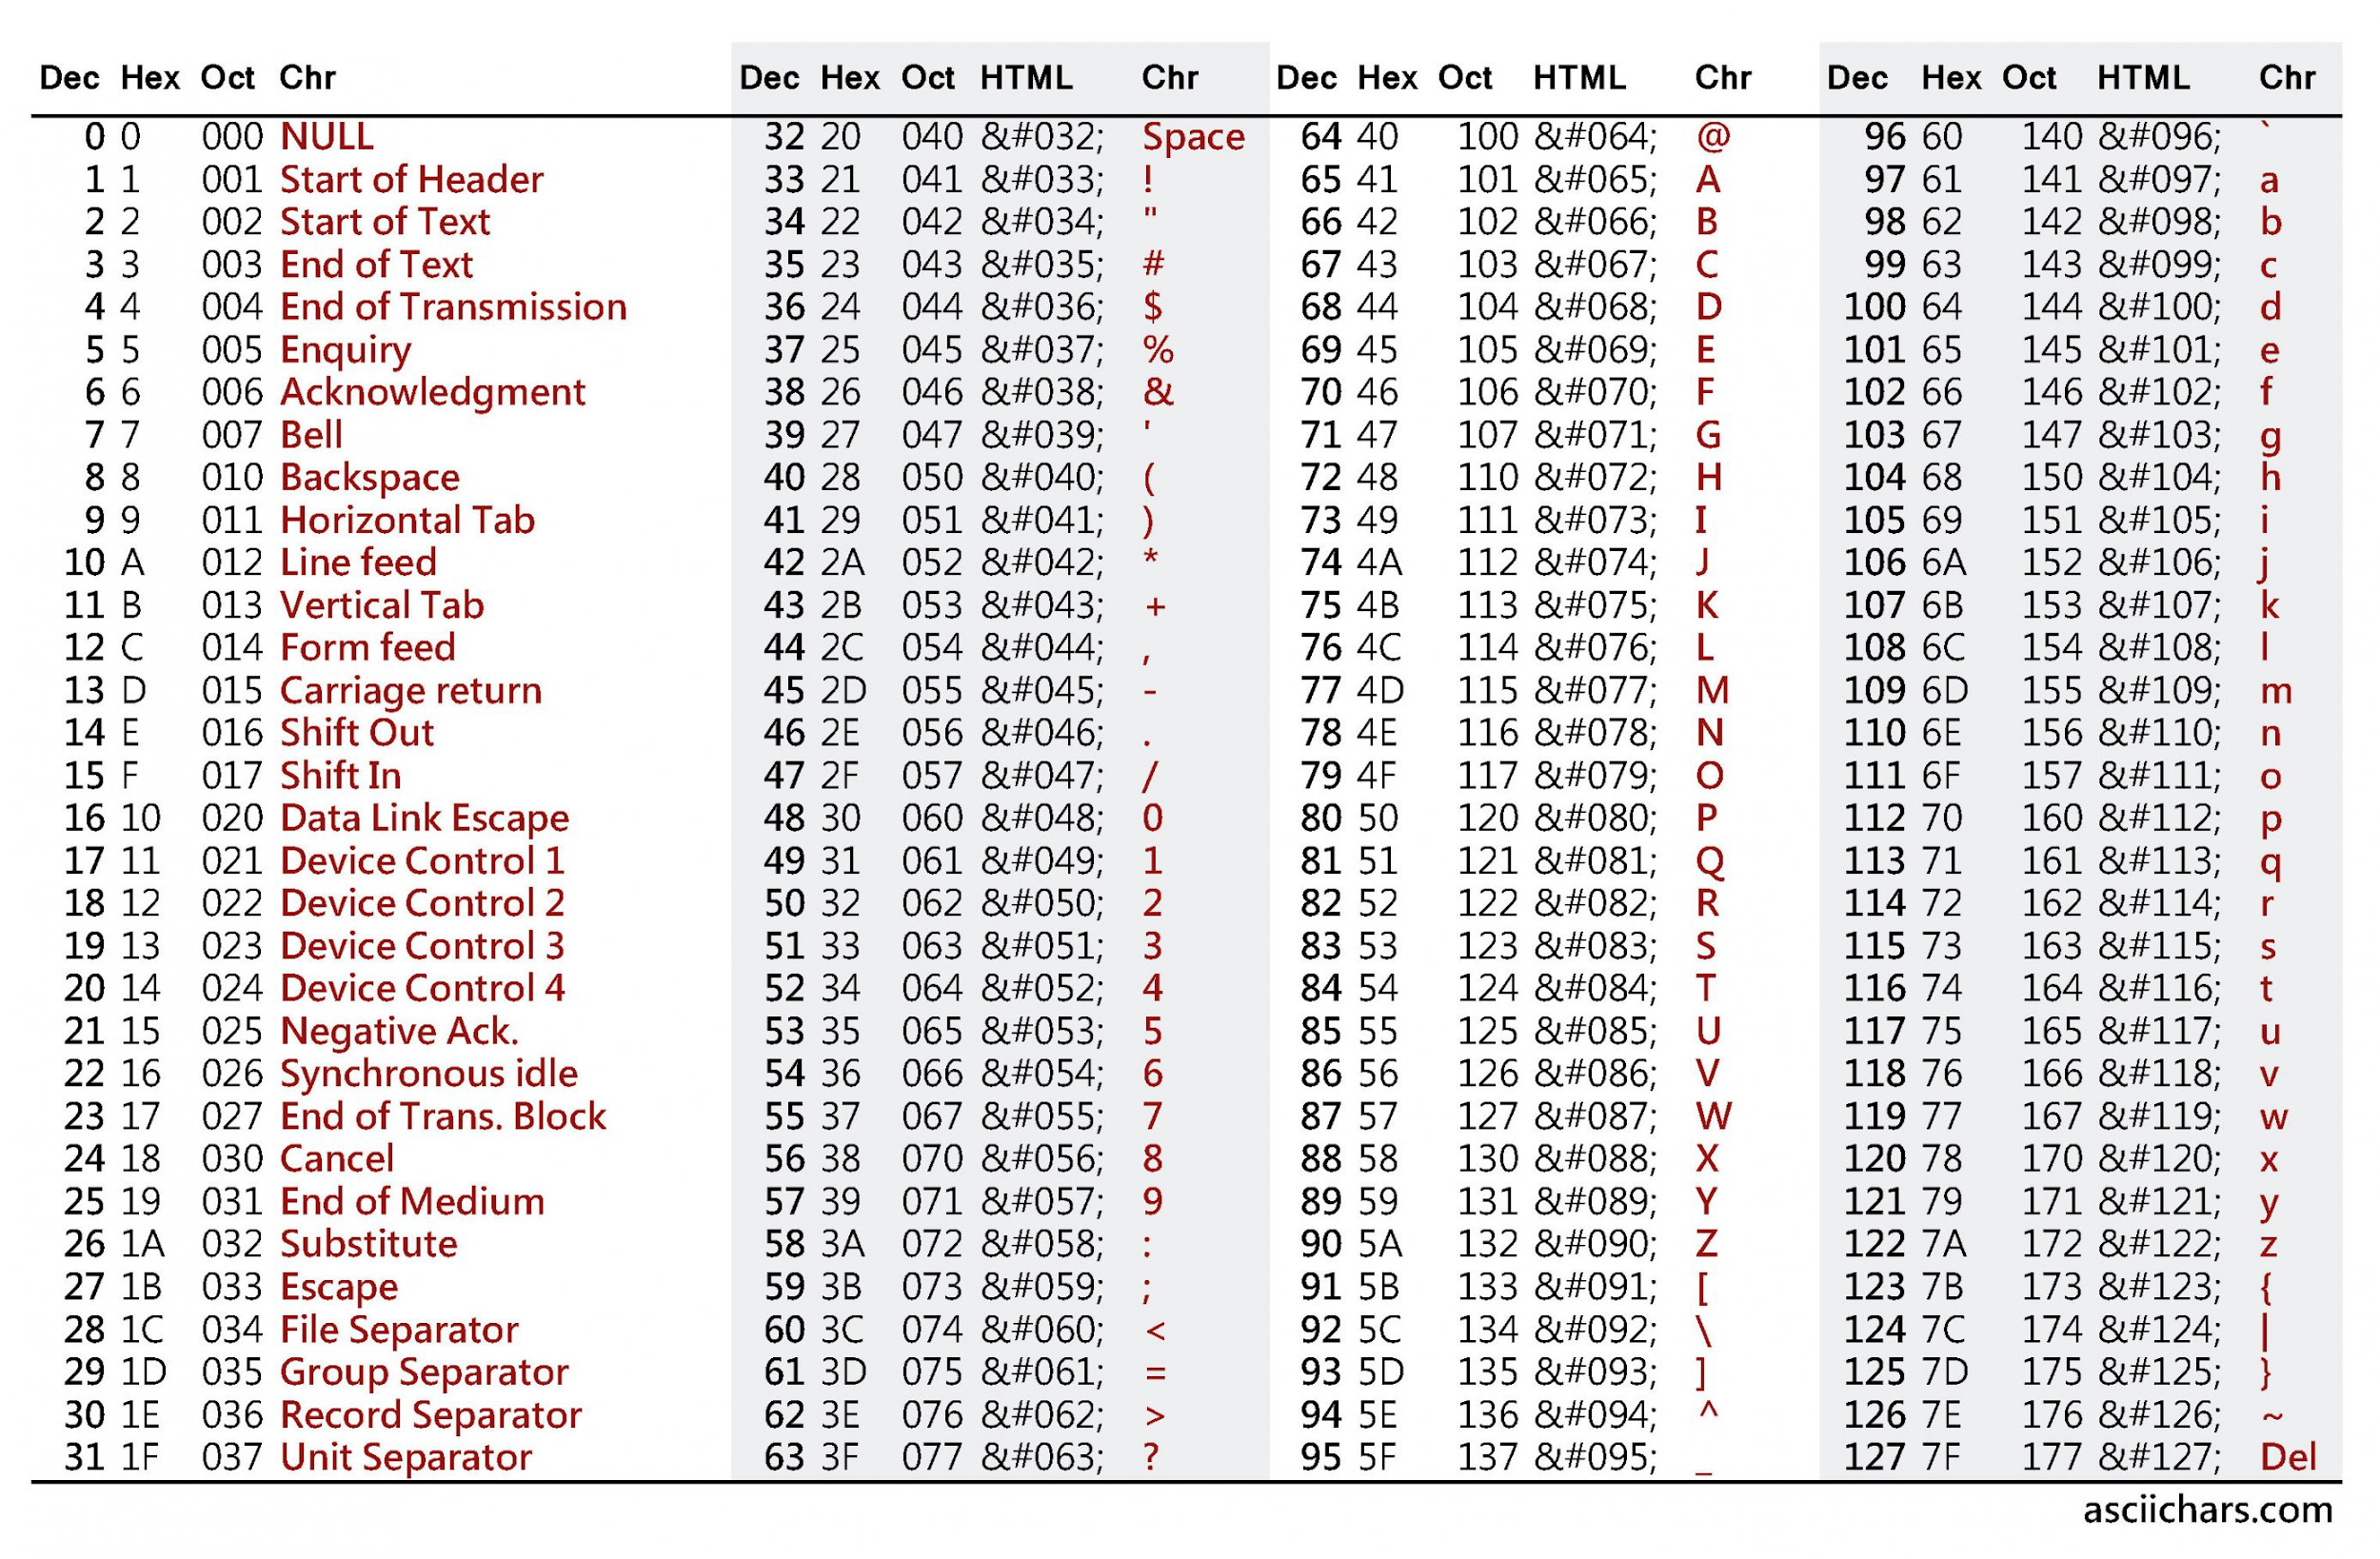 Dec Hex Oct Chr Dec Hex Oct HTML Chr Dec Hex Oct HTML Chr Dec Hex Oct HTML Chr
0 0 000 NULL 32 20 040 &#032; Space 64 40 100 &#064; @ 96 60 140 &#096; `
1 1 001 Start of Header 33 21 041 &#033; ! 65 41 101 &#065; A 97 61 141 &#097; a
2 2 002 Start of Text 34 22 042 &#034; " 66 42 102 &#066; B 98 62 142 &#098; b
3 3 003 End of Text 35 23 043 &#035; # 67 43 103 &#067; C 99 63 143 &#099; c
4 4 004 End of Transmission 36 24 044 &#036; $ 68 44 104 &#068; D 100 64 144 &#100; d
5 5 005 Enquiry 37 25 045 &#037; % 69 45 105 &#069; E 101 65 145 &#101; e
6 6 006 Acknowledgment 38 26 046 &#038; & 70 46 106 &#070; F 102 66 146 &#102; f
7 7 007 Bell 39 27 047 &#039; ' 71 47 107 &#071; G 103 67 147 &#103; g
8 8 010 Backspace 40 28 050 &#040; ( 72 48 110 &#072; H 104 68 150 &#104; h
9 9 011 Horizontal Tab 41 29 051 &#041; ) 73 49 111 &#073; I 105 69 151 &#105; i
10 A 012 Line feed 42 2A 052 &#042; * 74 4A 112 &#074; J 106 6A 152 &#106; j
11 B 013 Vertical Tab 43 2B 053 &#043; + 75 4B 113 &#075; K 107 6B 153 &#107; k
12 C 014 Form feed 44 2C 054 &#044; , 76 4C 114 &#076; L 108 6C 154 &#108; l
13 D 015 Carriage return 45 2D 055 &#045; - 77 4D 115 &#077; M 109 6D 155 &#109; m
14 E 016 Shift Out 46 2E 056 &#046; . 78 4E 116 &#078; N 110 6E 156 &#110; n
15 F 017 Shift In 47 2F 057 &#047; / 79 4F 117 &#079; O 111 6F 157 &#111; o
16 10 020 Data Link Escape 48 30 060 &#048; 0 80 50 120 &#080; P 112 70 160 &#112; p
17 11 021 Device Control 1 49 31 061 &#049; 1 81 51 121 &#081; Q 113 71 161 &#113; q
18 12 022 Device Control 2 50 32 062 &#050; 2 82 52 122 &#082; R 114 72 162 &#114; r
19 13 023 Device Control 3 51 33 063 &#051; 3 83 53 123 &#083; S 115 73 163 &#115; s
20 14 024 Device Control 4 52 34 064 &#052; 4 84 54 124 &#084; T 116 74 164 &#116; t
21 15 025 Negative Ack. 53 35 065 &#053; 5 85 55 125 &#085; U 117 75 165 &#117; u
22 16 026 Synchronous idle 54 36 066 &#054; 6 86 56 126 &#086; V 118 76 166 &#118; v
23 17 027 End of Trans. Block 55 37 067 &#055; 7 87 57 127 &#087; W 119 77 167 &#119; w
24 18 030 Cancel 56 38 070 &#056; 8 88 58 130 &#088; X 120 78 170 &#120; x
25 19 031 End of Medium 57 39 071 &#057; 9 89 59 131 &#089; Y 121 79 171 &#121; y
26 1A 032 Substitute 58 3A 072 &#058; : 90 5A 132 &#090; Z 122 7A 172 &#122; z
27 1B 033 Escape 59 3B 073 &#059; ; 91 5B 133 &#091; [ 123 7B 173 &#123; {
28 1C 034 File Separator 60 3C 074 &#060; < 92 5C 134 &#092; \ 124 7C 174 &#124; |
29 1D 035 Group Separator 61 3D 075 &#061; = 93 5D 135 &#093; ] 125 7D 175 &#125; }
30 1E 036 Record Separator 62 3E 076 &#062; > 94 5E 136 &#094; ^ 126 7E 176 &#126; ~
31 1F 037 Unit Separator 63 3F 077 &#063; ? 95 5F 137 &#095; _ 127 7F 177 &#127; Del
asciichars.com